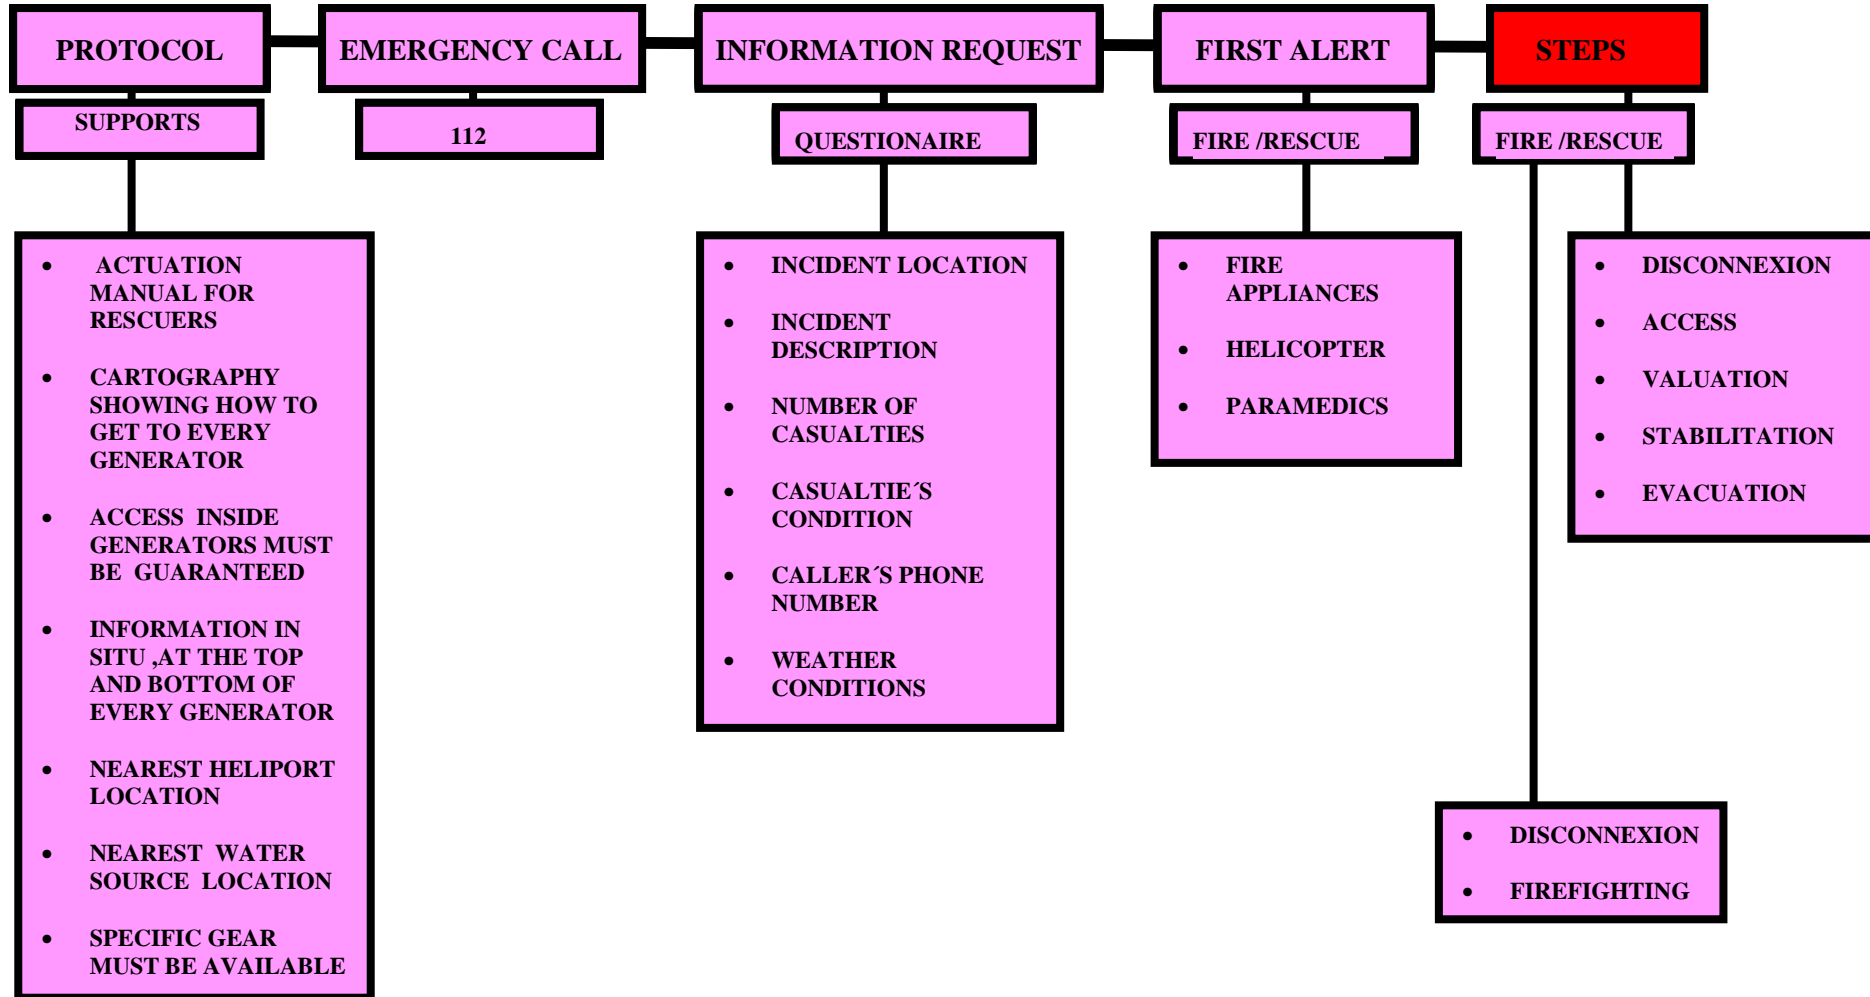 PROTOCOL
EMERGENCY CALL
INFORMATION REQUEST
FIRST ALERT
STEPS
SUPPORTS
112
QUESTIONAIRE
FIRE /RESCUE
FIRE /RESCUE
• ACTUATION
MANUAL FOR
RESCUERS
• CARTOGRAPHY
SHOWING HOW TO
GET TO EVERY
GENERATOR
• ACCESS INSIDE
GENERATORS MUST
BE GUARANTEED
• INFORMATION IN
SITU ,AT THE TOP
AND BOTTOM OF
EVERY GENERATOR
• NEAREST HELIPORT
LOCATION
• NEAREST WATER
SOURCE LOCATION
• SPECIFIC GEAR
MUST BE AVAILABLE
• INCIDENT LOCATION
• INCIDENT
DESCRIPTION
• NUMBER OF
CASUALTIES
• CASUALTIE´S
CONDITION
• CALLER´S PHONE
NUMBER
• WEATHER
CONDITIONS
• FIRE
APPLIANCES
• HELICOPTER
• PARAMEDICS
• DISCONNEXION
• ACCESS
• VALUATION
• STABILITATION
• EVACUATION
• DISCONNEXION
• FIREFIGHTING